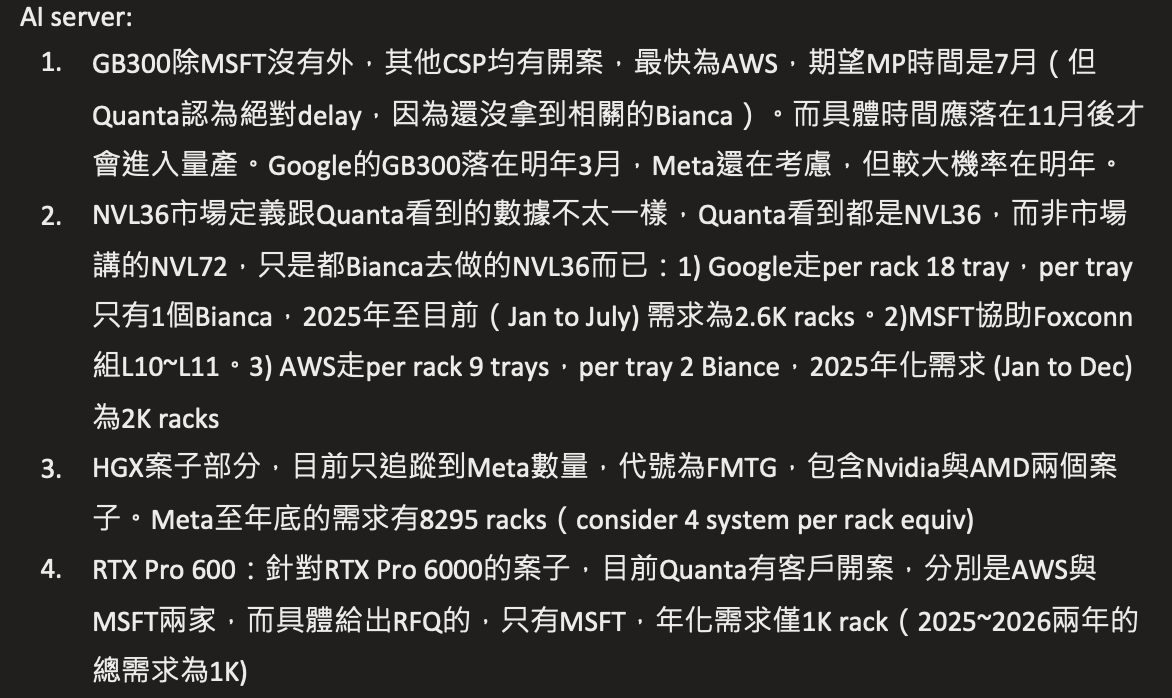 AI server:
1. GB300除MSFT沒有外，其他CSP均有開案，最快為AWS，期望MP時間是7月（但
Quanta認為絕對delay，因為還沒拿到相關的Bianca）。而具體時間應落在11月後才
會進入量產。Google的GB300落在明年3月，Meta還在考慮，但較大機率在明年。
2. NVL36市場定義跟Quanta看到的數據不太一樣，Quanta看到都是NVL36，而非市場
講的NVL72，只是都Bianca去做的NVL36而已：1) Google走per rack 18 tray，per tray
只有1個Bianca，2025年至目前（Jan to July) 需求為2.6K racks。2)MSFT協助Foxconn
組L10~L11。3) AWS走per rack 9 trays，per tray 2 Biance，2025年化需求 (Jan to Dec)
為2K racks
3. HGX案子部分，目前只追蹤到Meta數量，代號為FMTG，包含Nvidia與AMD兩個案
子。Meta至年底的需求有8295 racks（consider 4 system per rack equiv)
4. RTX Pro 600：針對RTX Pro 6000的案子，目前Quanta有客戶開案，分別是AWS與
MSFT兩家，而具體給出RFQ的，只有MSFT，年化需求僅1K rack（2025~2026兩年的
總需求為1K)